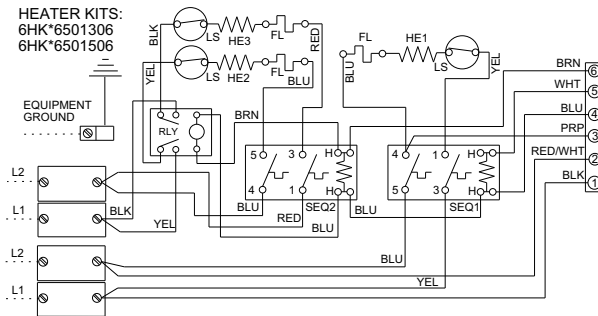 HEATER KITS:
6HK*6501306
6HK*6501506
BLK
LS
HE3
FL
RED
FL
HE1
LS
YEL
YEL
LS
HE2
FL
BLU
BLU
BRN
6
WHT
5
BLU
4
PRP
3
RED/WHT
2
BLK
1
EQUIPMENT
GROUND
RLY
BRN
5
3
H
H
4
1
H
H
4
1
H
H
5
3
H
H
L2
L1
BLK
YEL
BLU
RED
SEQ2
BLU
BLU
SEQ1
L2
BLU
L1
YEL